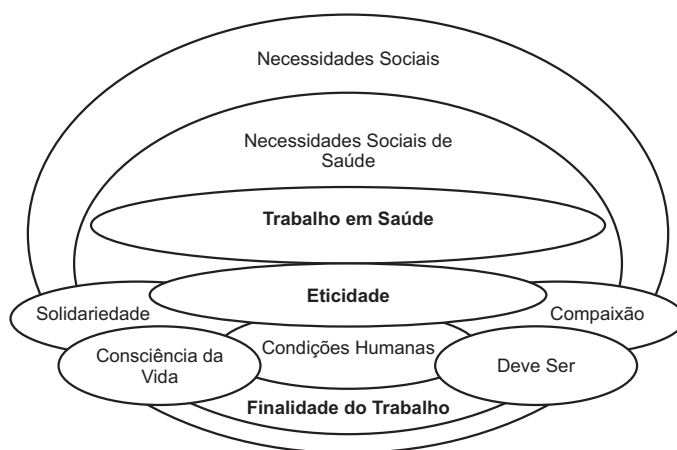 Necessidades Sociais
Necessidades Sociais de
Saúde
Trabalho em Saúde
Eticidade
Solidariedade
Compaixão
Condições Humanas
Consciência da
Vida
Deve Ser
Finalidade do Trabalho